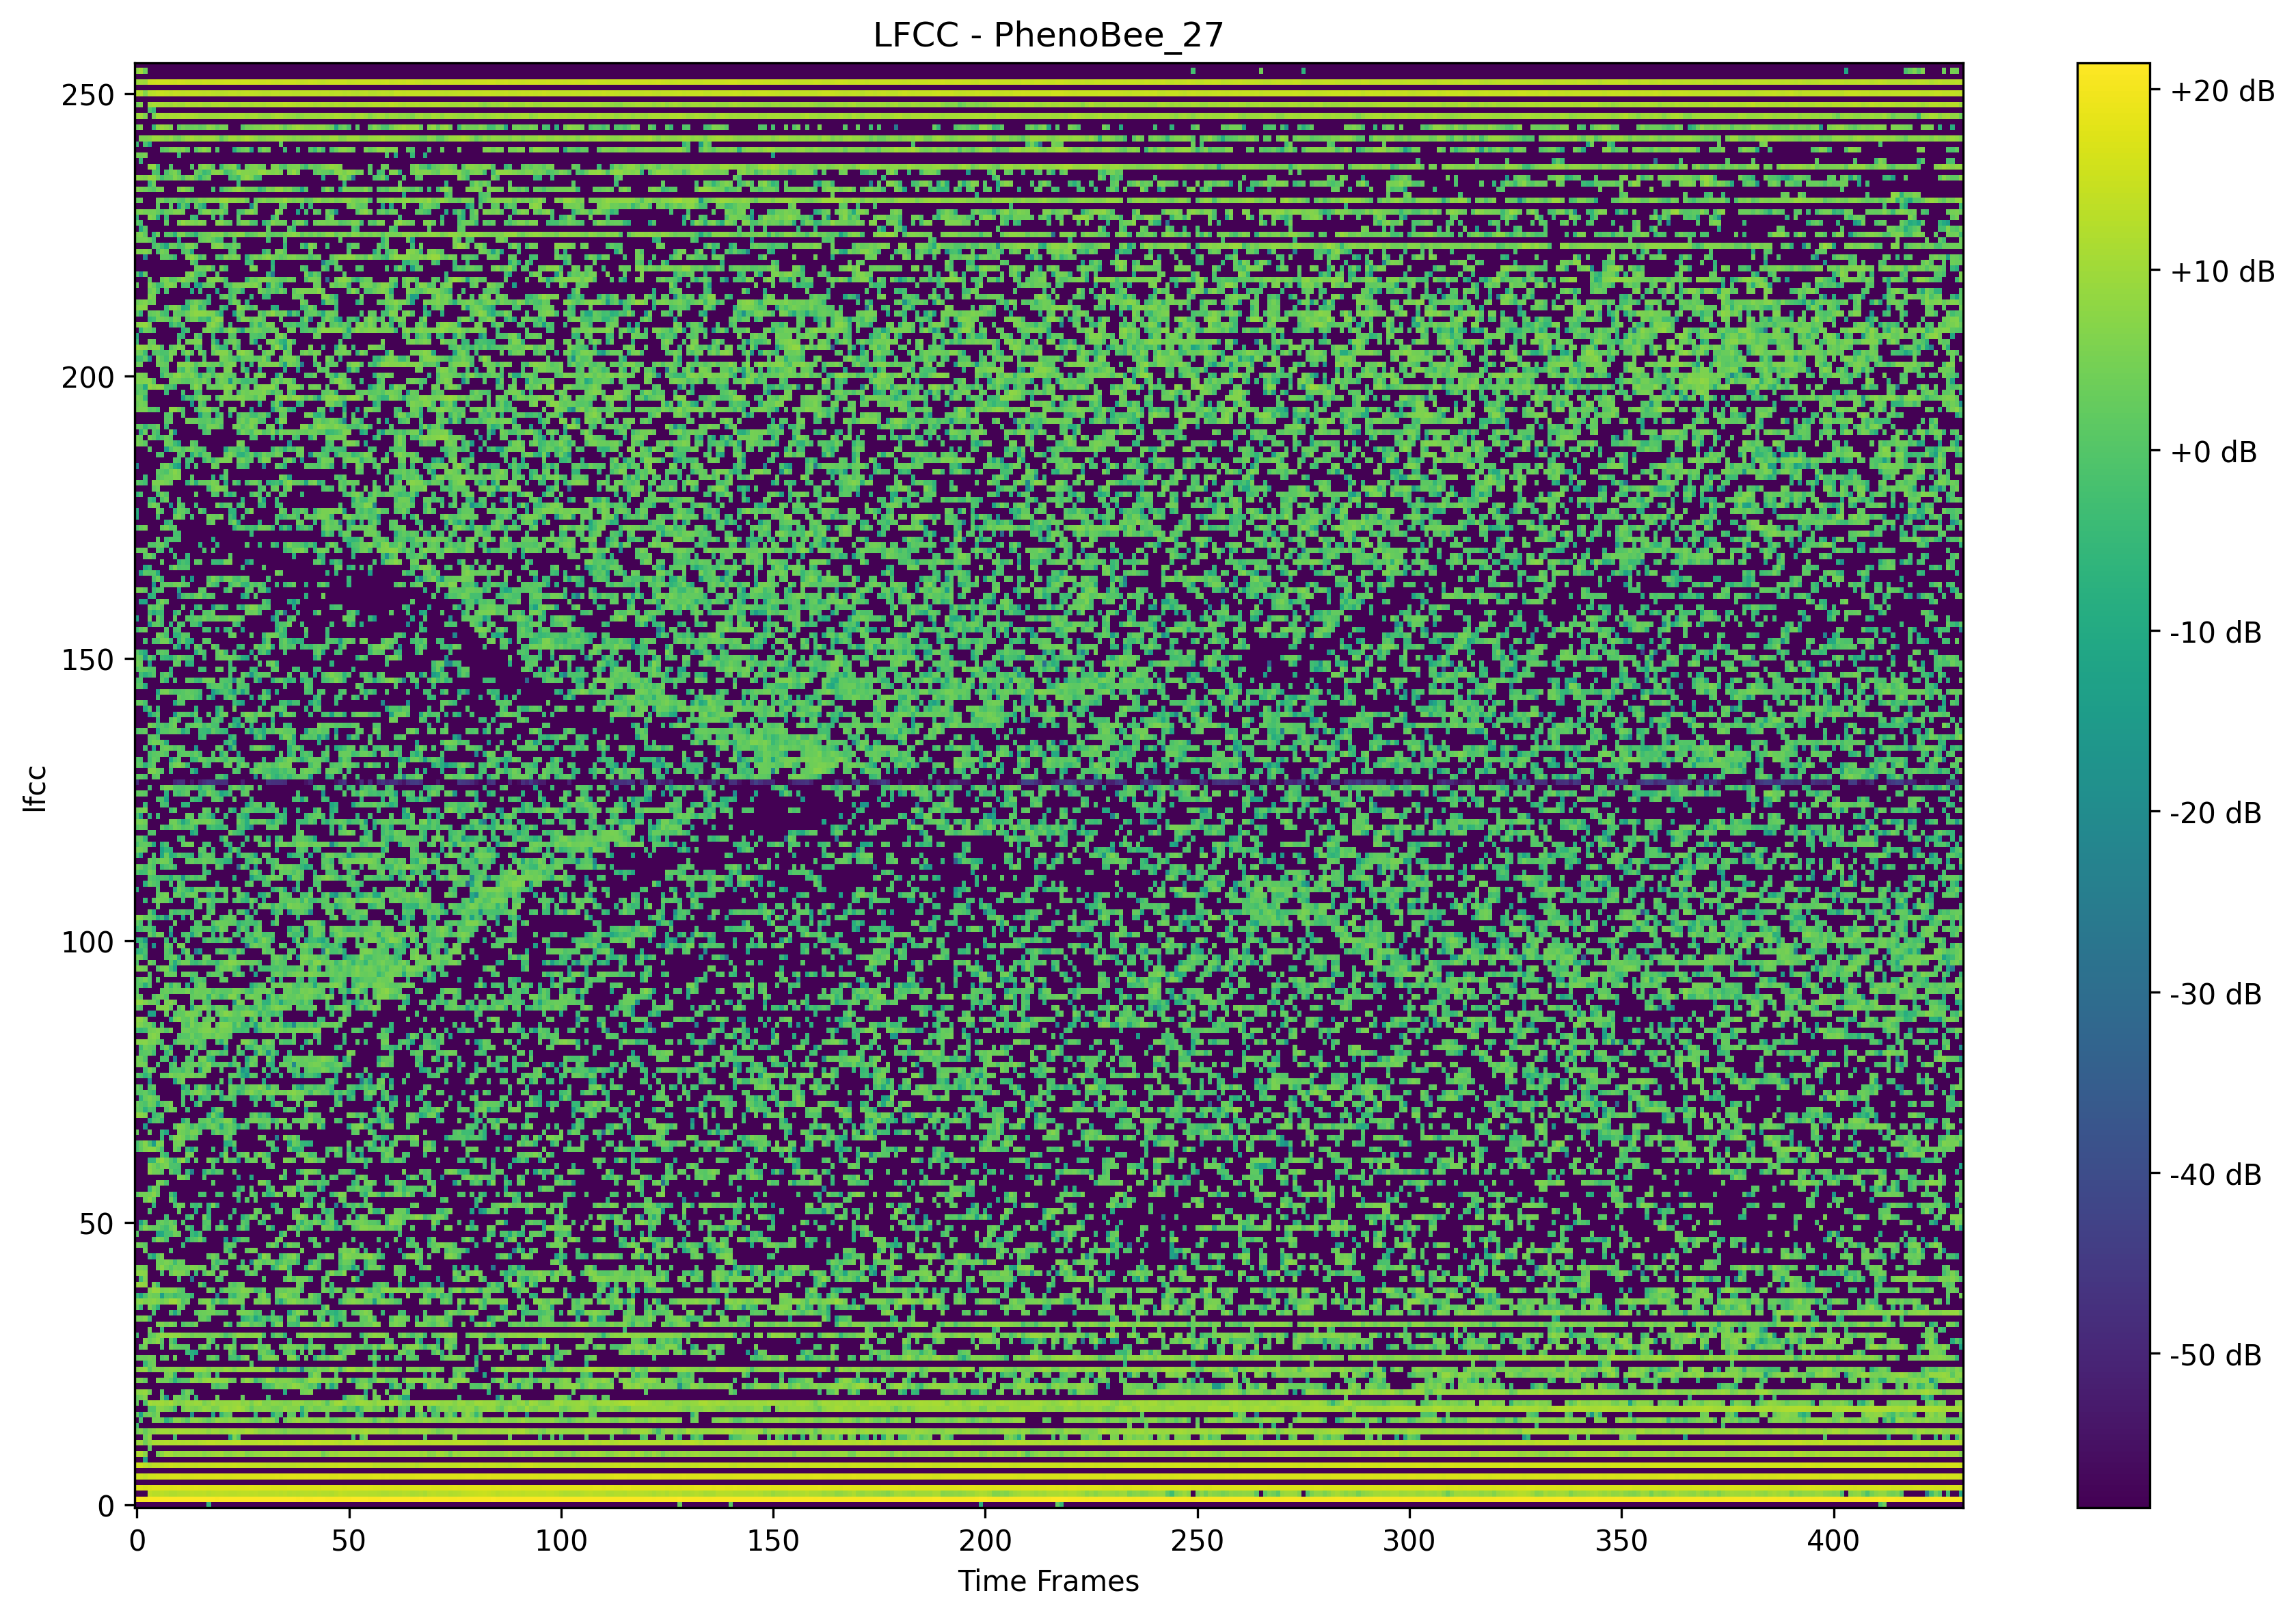 LFCC - PhenoBee_27
250
200
150
100
50
0
lfcc
0 50 100 150 200 250 300 350 400
Time Frames
+20 dB
+10 dB
+0 dB
-10 dB
-20 dB
-30 dB
-40 dB
-50 dB